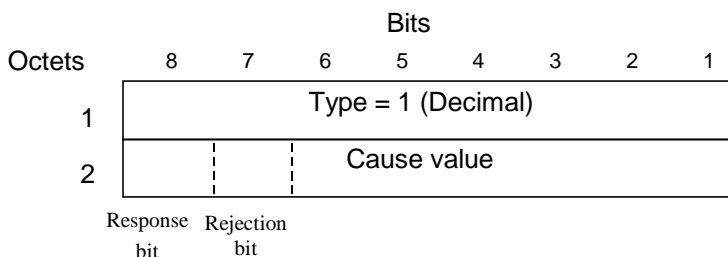 Bits
Octets 8 7 6 5 4 3 2 1
1 Type = 1 (Decimal)
2 Cause value
Response bit
Rejection bit